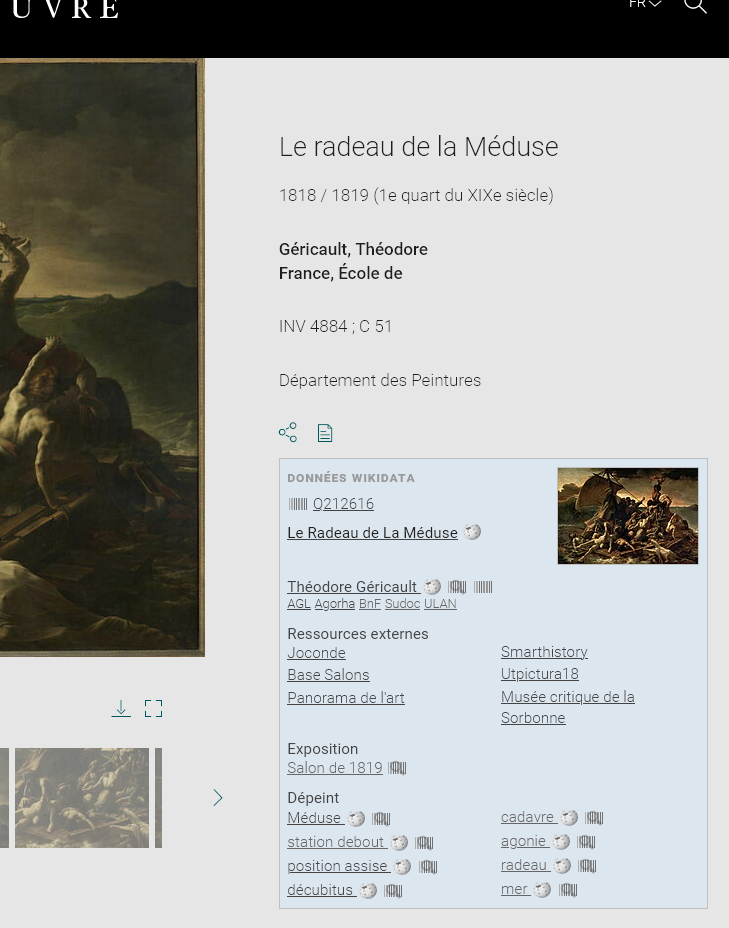 UVRE
FR
Le radeau de la Méduse
1818 / 1819 (1e quart du XIXe siècle)
Géricault, Théodore
France, École de
INV 4884 ; C 51
Département des Peintures
DONNÉES WIKIDATA
Q212616
Le Radeau de La Méduse
Théodore Géricault
AGL Agorha BnF Sudoc ULAN
Ressources externes
Joconde
Base Salons
Panorama de l'art
Smarthistory
Utpictura18
Musée critique de la
Sorbonne
Exposition
Salon de 1819
Dépeint
Méduse
station debout
position assise
décubitus
cadavre
agonie
radeau
mer